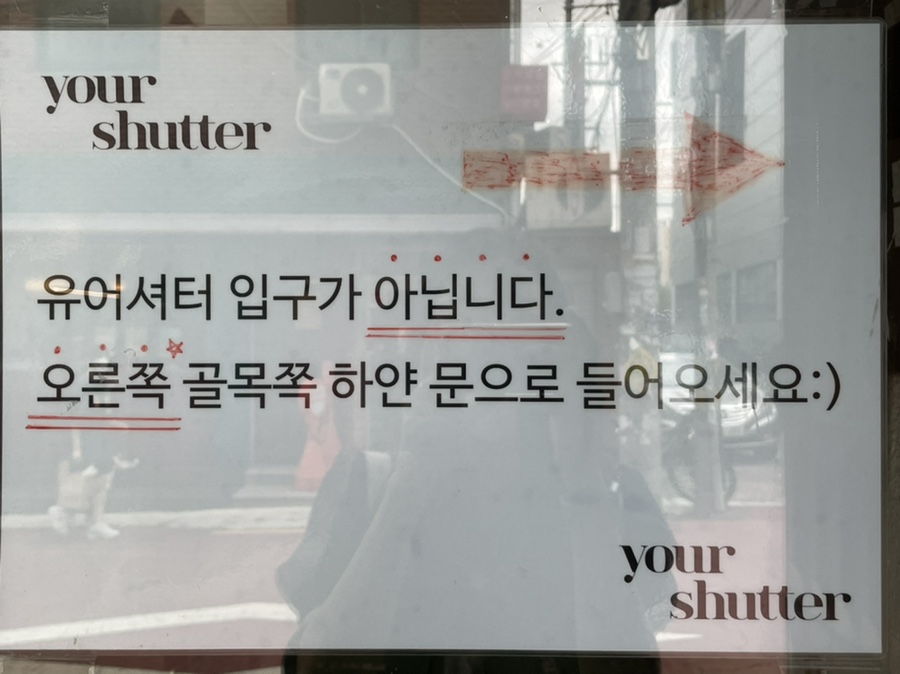 your
shutter
유어셔터 입구가 아닙니다.
오른쪽 골목쪽 하얀 문으로 들어오세요:)
your
shutter